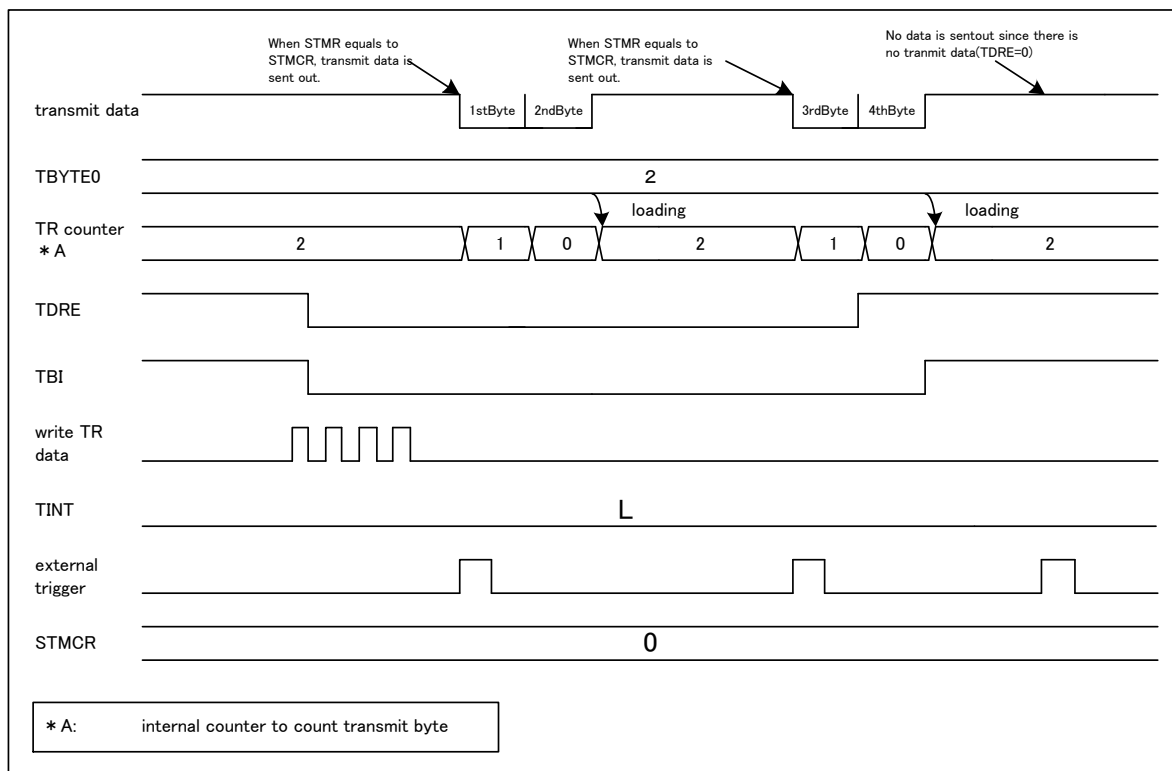 When STMR equals to
STMCR, transmit data is
sent out.
When STMR equals to
STMCR, transmit data is
sent out.
No data is sentout since there is
no tranmit data(TDRE=0)
transmit data
1stByte
2ndByte
3rdByte
4thByte
TBYTE0
2
loading
loading
TR counter
*A
2
1
0
2
1
0
2
TDRE
TBI
write TR
data
TINT
L
external
trigger
STMCR
0
*A: internal counter to count transmit byte